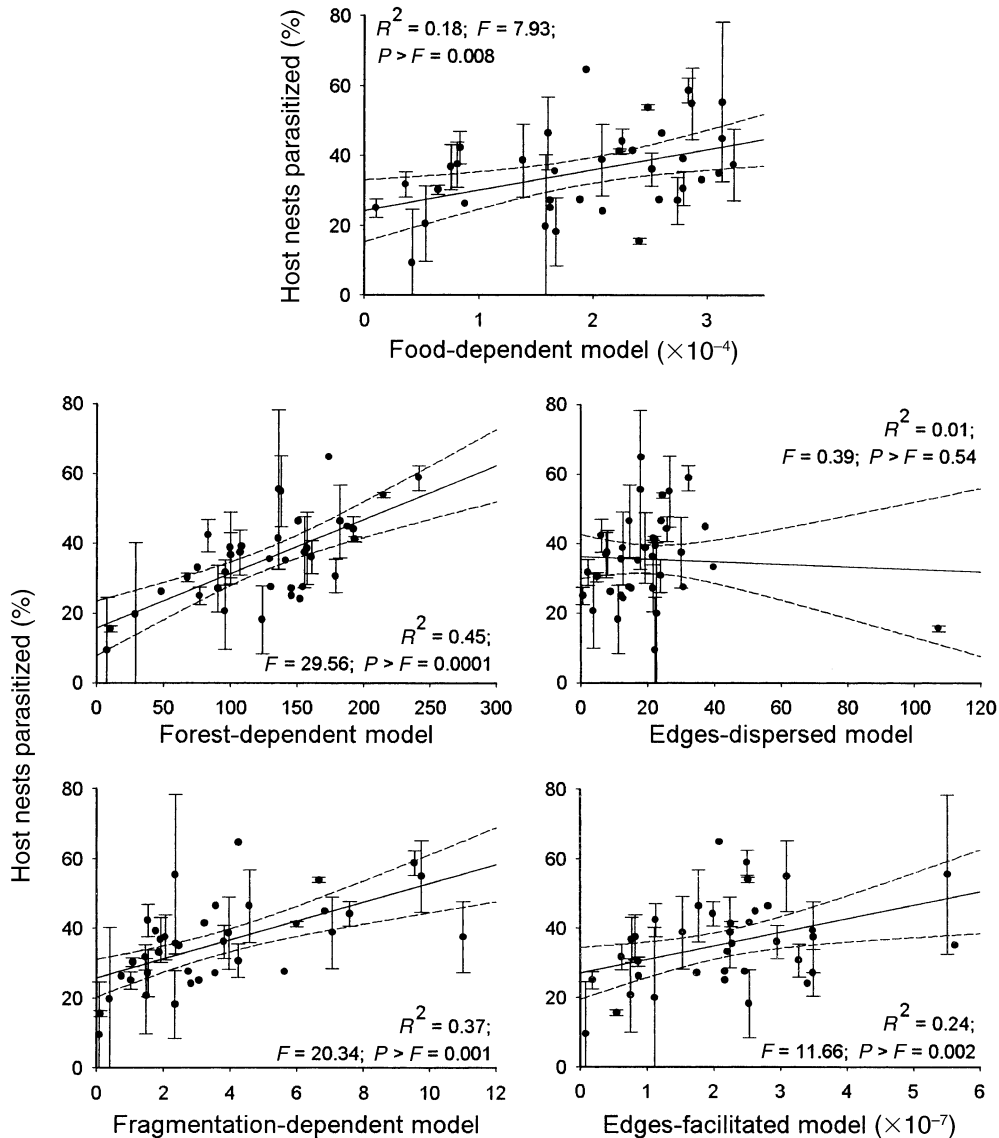 R² = 0.18; F = 7.93;
P > F = 0.008
Host nests parasitized (%)
80
60
40
20
0
0 1 2 3
Food-dependent model (×10⁻⁴)
Host nests parasitized (%)
80
60
40
20
0
R² = 0.45;
F = 29.56; P > F = 0.0001
0 50 100 150 200 250 300
Forest-dependent model
80
60
40
20
0
R² = 0.01;
F = 0.39; P > F = 0.54
0 20 40 60 80 100 120
Edges-dispersed model
80
60
40
20
0
R² = 0.37;
F = 20.34; P > F = 0.001
0 2 4 6 8 10 12
Fragmentation-dependent model
80
60
40
20
0
R² = 0.24;
F = 11.66; P > F = 0.002
0 1 2 3 4 5 6
Edges-facilitated model (×10⁻⁷)